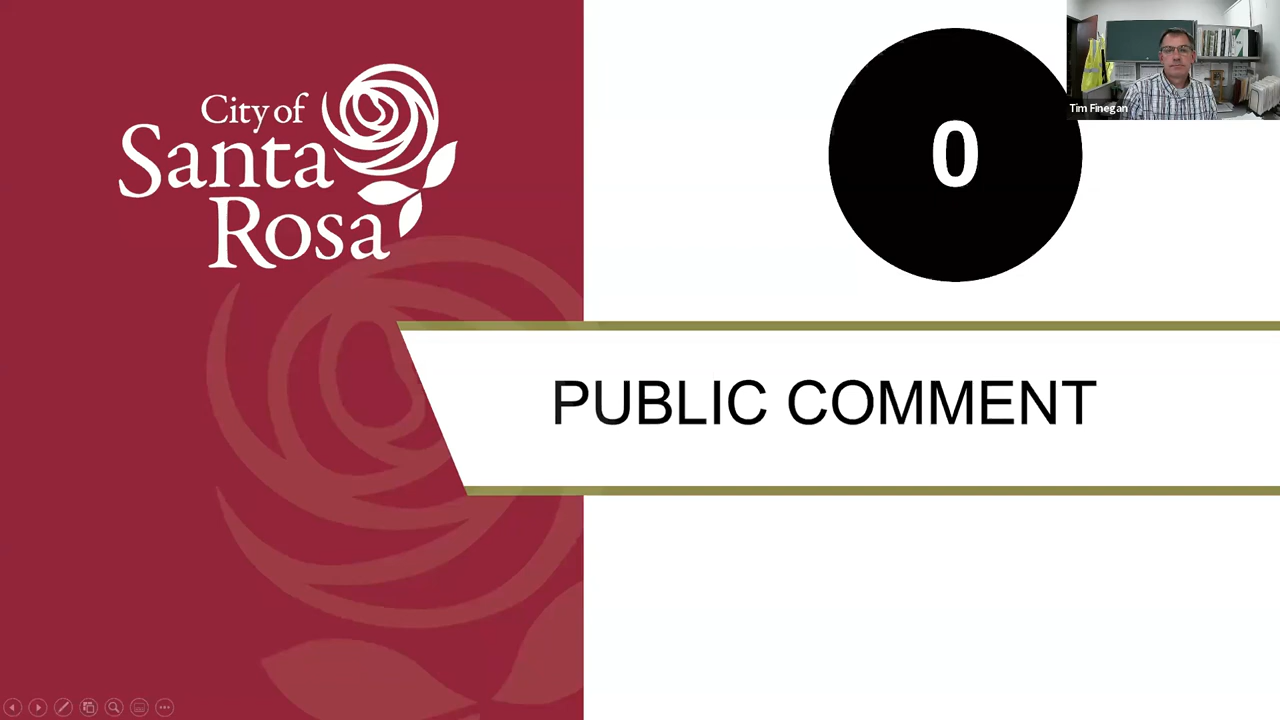 City of
Santa
Rosa
0
Tim Finegan
PUBLIC COMMENT